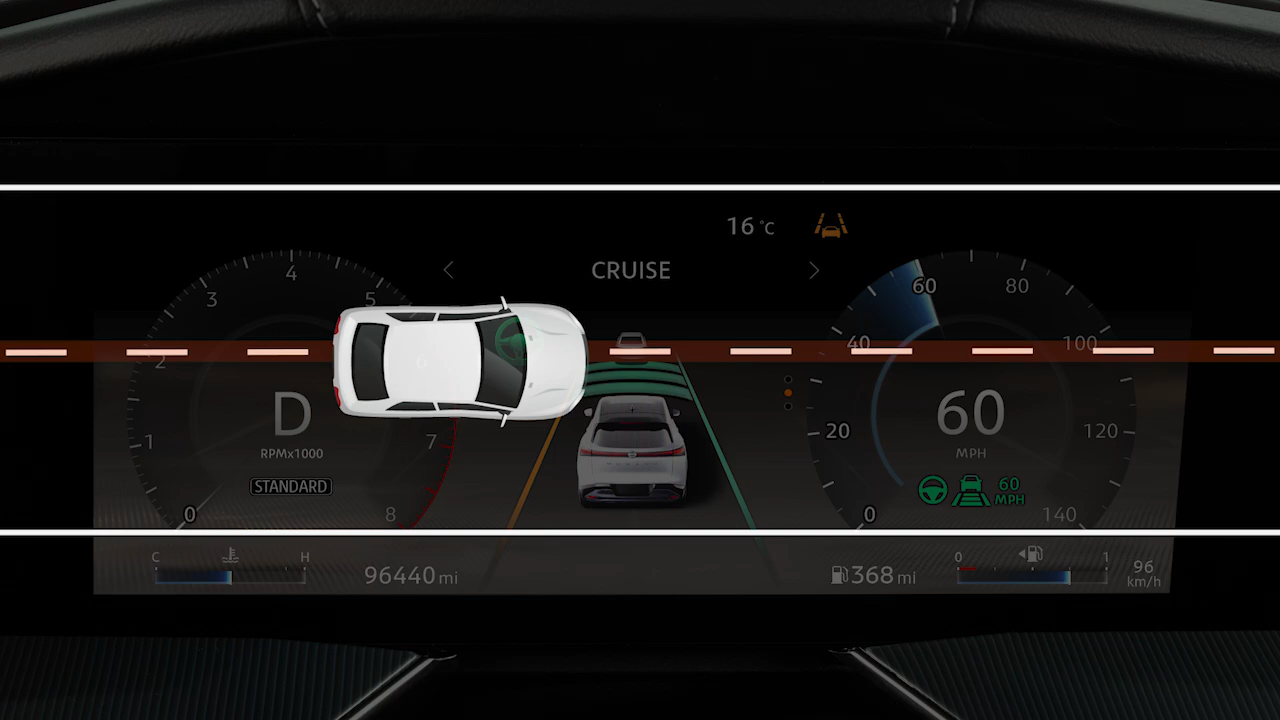 16 °C
< CRUISE >
0 1 2 3 4 5 7 8
D
RPMx1000
STANDARD
0 20 40 60 80 100 120 140
60
MPH
60
MPH
C H
96440 mi
368 mi
0 1
96
km/h